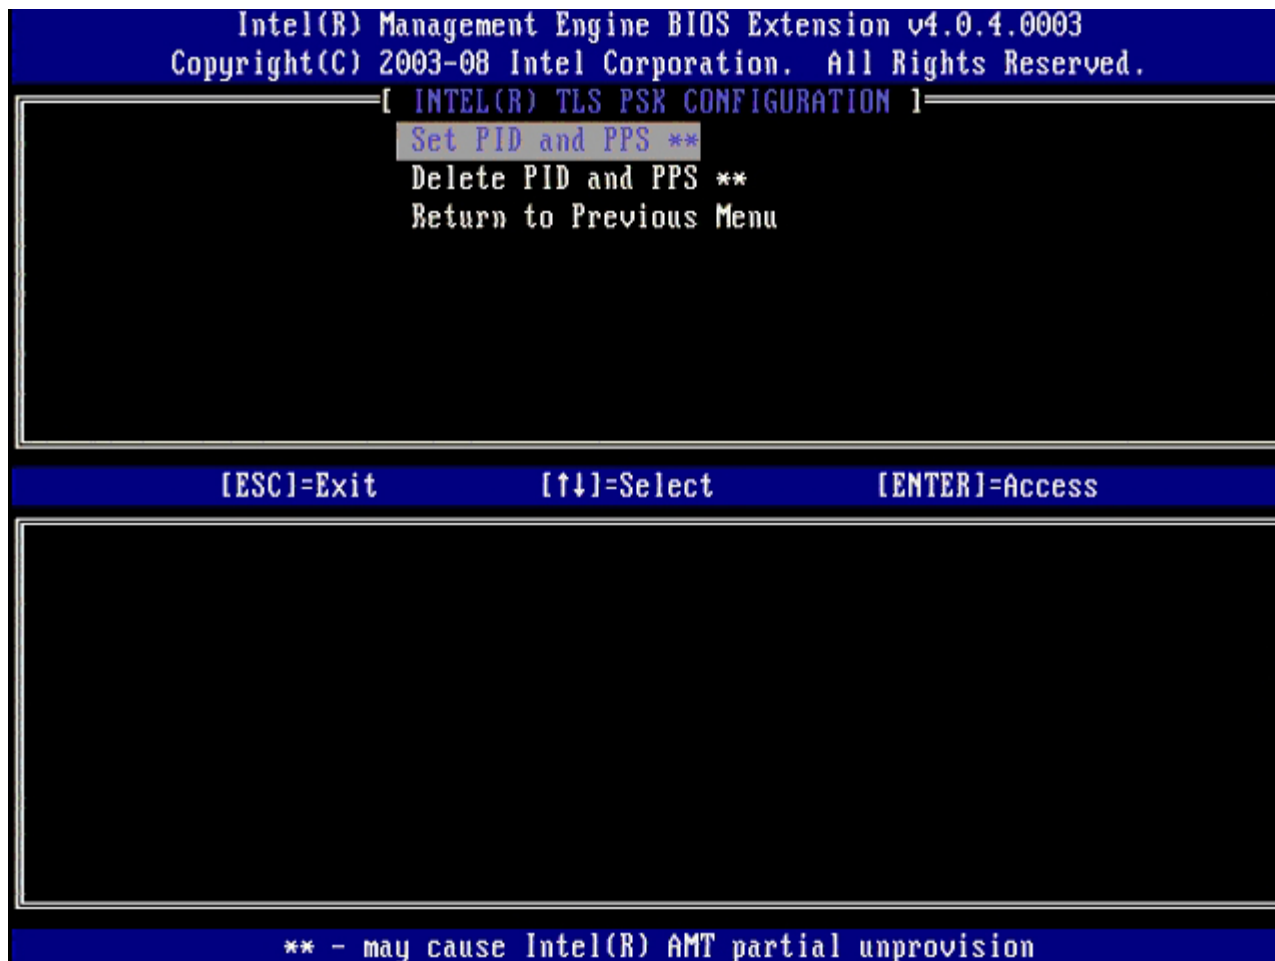 Intel(R) Management Engine BIOS Extension v4.0.4.0003
Copyright(C) 2003-08 Intel Corporation. All Rights Reserved.
[ INTEL(R) TLS PSK CONFIGURATION ]
Set PID and PPS **
Delete PID and PPS **
Return to Previous Menu
[ESC]=Exit [↑↓]=Select [ENTER]=Access
** - may cause Intel(R) AMT partial unprovision